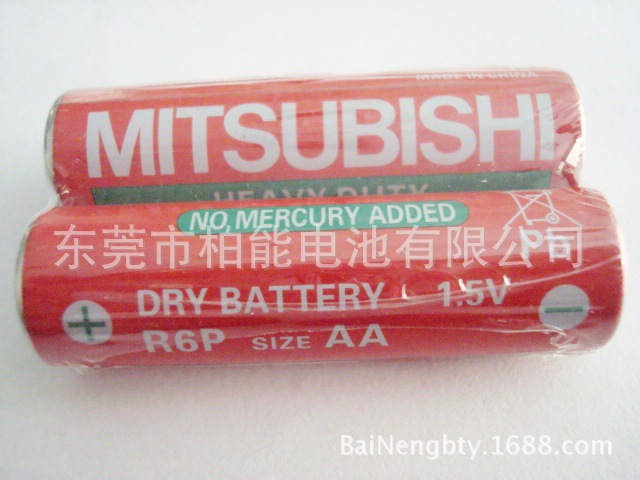 MADE IN CHINA
MITSUBISHI
HEAVY DUTY
NO, MERCURY ADDED
Pb
东莞市柏能电池有限公司
DRY BATTERY 1.5V
R6P SIZE AA
BaiNengbty.1688.com